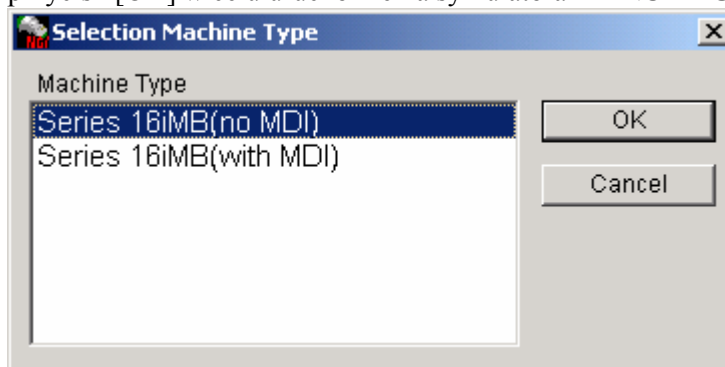 Selection Machine Type
Machine Type
Series 16iMB(no MDI)
Series 16iMB(with MDI)
OK
Cancel